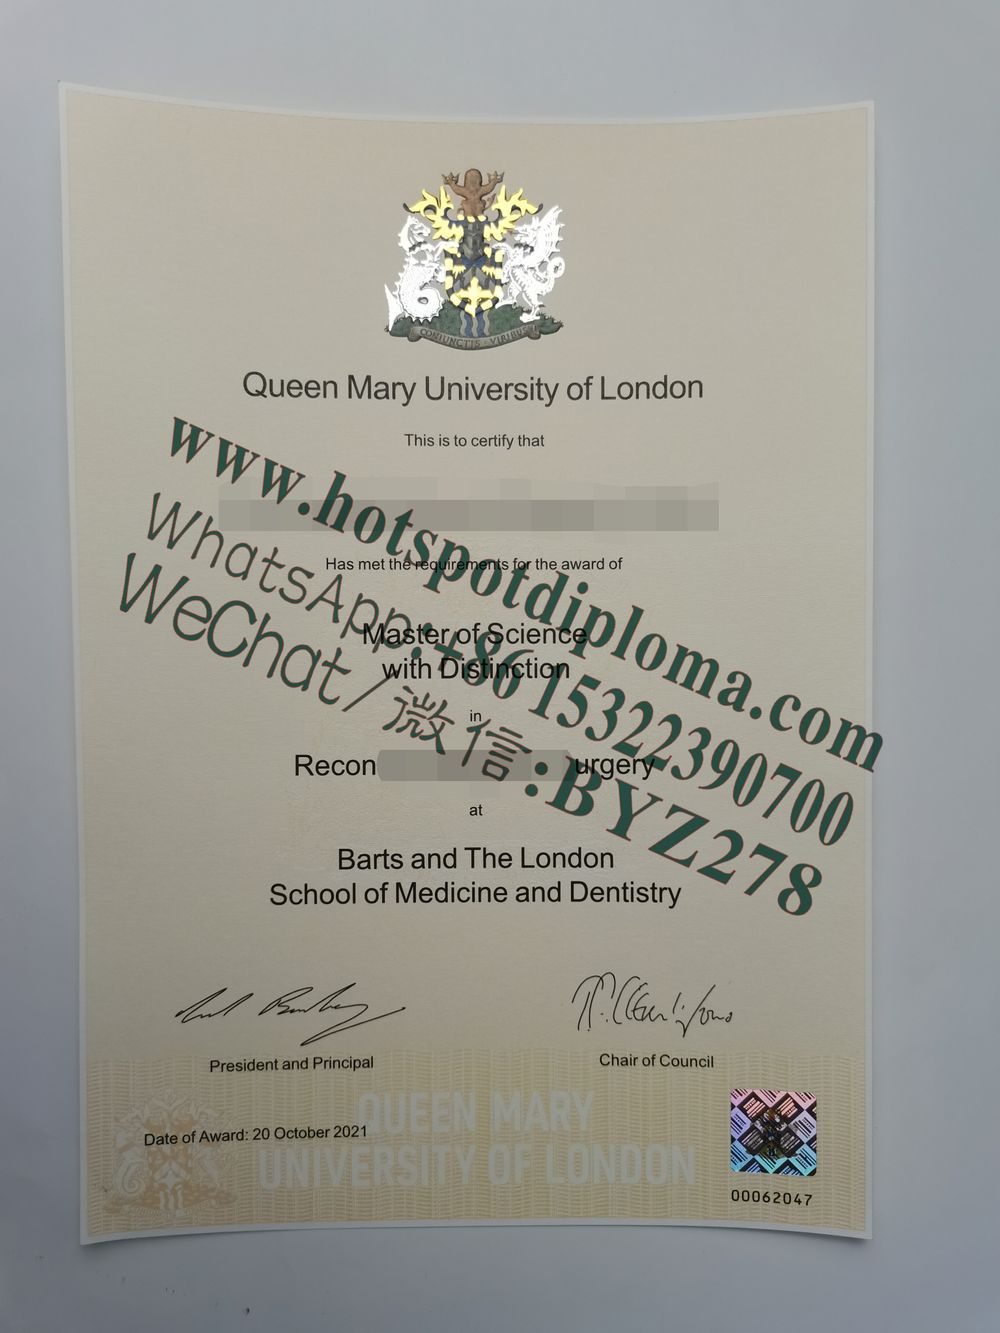 CONIUNCTIS · VIRIBUS
Queen Mary University of London
This is to certify that
Has met the requirements for the award of
Master of Science
with Distinction
in
Recon urgery
at
Barts and The London
School of Medicine and Dentistry
President and Principal
Chair of Council
QUEEN MARY
UNIVERSITY OF LONDON
Date of Award: 20 October 2021
00062047
www.hotspotdiploma.com
WhatsApp:+86 15322390700
WeChat/微信:BYZ278